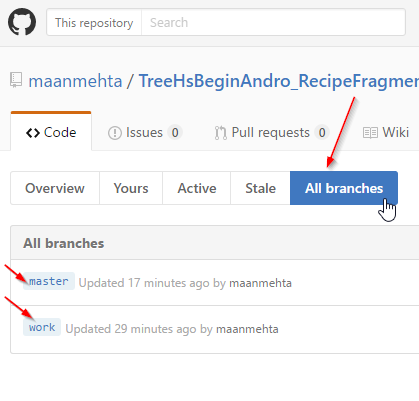 This repository Search
maanmehta / TreeHsBeginAndro_RecipeFragmen
Code Issues 0 Pull requests 0 Wiki
Overview Yours Active Stale All branches
All branches
master Updated 17 minutes ago by maanmehta
work Updated 29 minutes ago by maanmehta